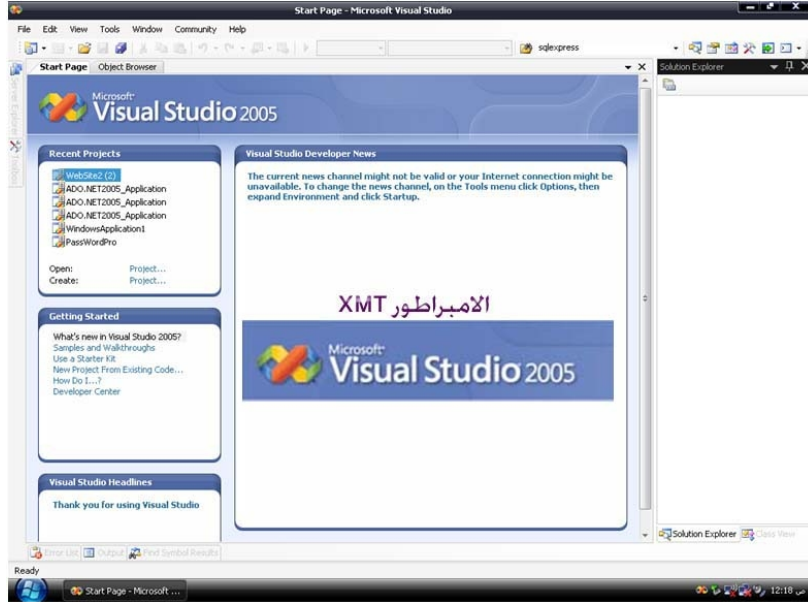 Start Page - Microsoft Visual Studio
File Edit View Tools Window Community Help
sqlexpress
Start Page Object Browser
Solution Explorer
Server Explorer
Toolbox
Microsoft
Visual Studio 2005
Recent Projects
WebSite2 (2)
ADO.NET2005_Application
ADO.NET2005_Application
ADO.NET2005_Application
WindowsApplication1
PassWordPro
Open: Project...
Create: Project...
Getting Started
What's new in Visual Studio 2005?
Samples and Walkthroughs
Use a Starter Kit
New Project From Existing Code...
How Do I...?
Developer Center
Visual Studio Headlines
Thank you for using Visual Studio
Visual Studio Developer News
The current news channel might not be valid or your Internet connection might be
unavailable. To change the news channel, on the Tools menu click Options, then
expand Environment and click Startup.
الامبراطور XMT
Microsoft
Visual Studio 2005
Solution Explorer Class View
Error List Output Find Symbol Results
Ready
Start Page - Microsoft ...
12:18 ص